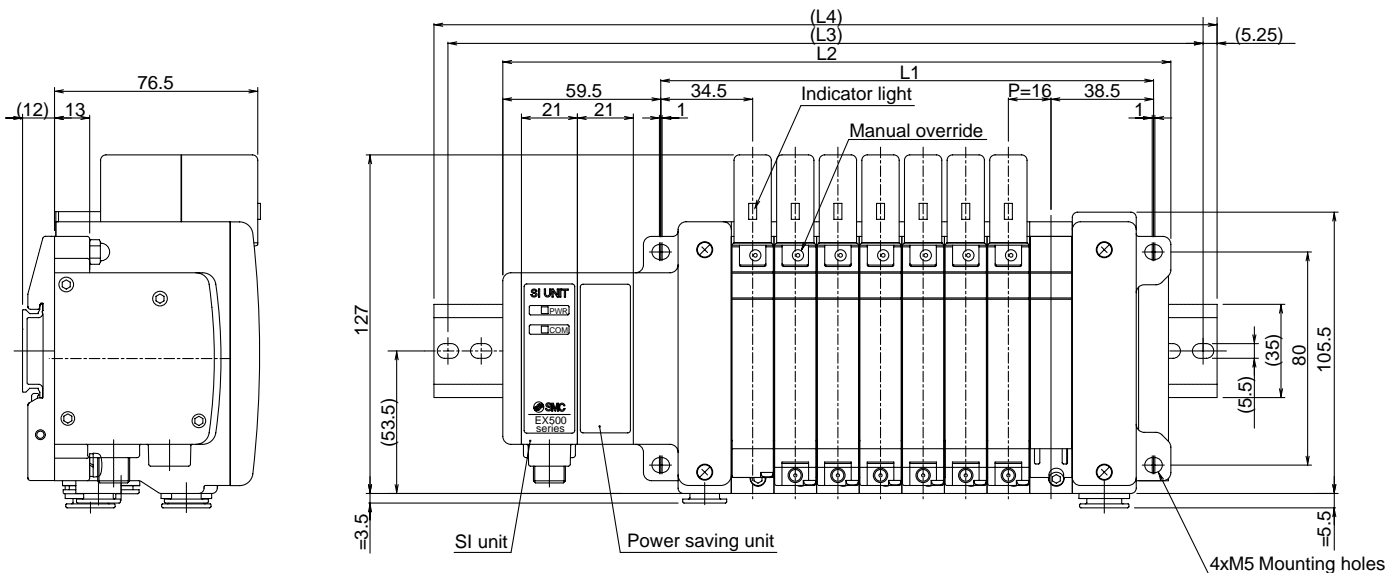 (L4)
(L3)
(5.25)
L2
L1
76.5
59.5
34.5
Indicator light
P=16
38.5
(12)
13
21
21
1
Manual override
1
127
SI UNIT
PWR
COM
(53.5)
SMC
EX500
series
(5.5)
(35)
80
105.5
=3.5
SI unit
Power saving unit
=5.5
4xM5 Mounting holes